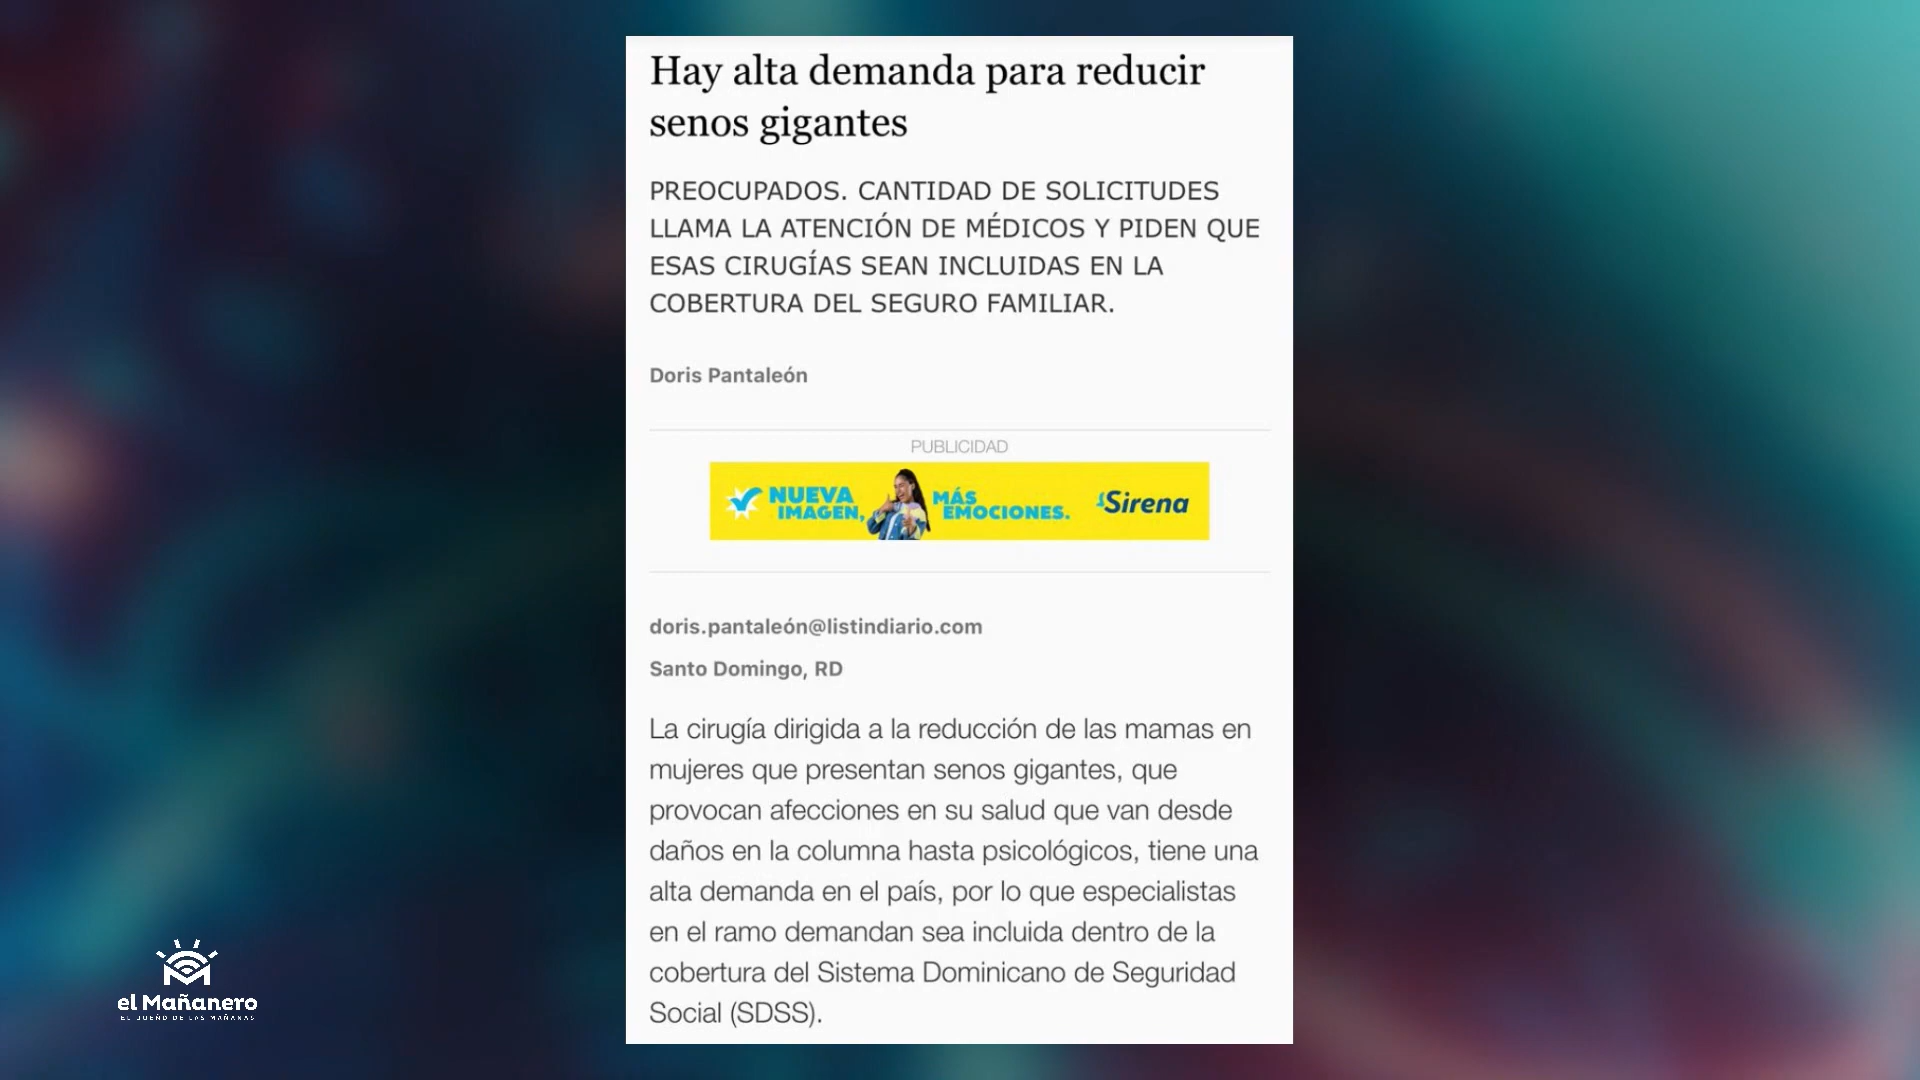 Hay alta demanda para reducir
senos gigantes
PREOCUPADOS. CANTIDAD DE SOLICITUDES
LLAMA LA ATENCIÓN DE MÉDICOS Y PIDEN QUE
ESAS CIRUGÍAS SEAN INCLUIDAS EN LA
COBERTURA DEL SEGURO FAMILIAR.
Doris Pantaleón
PUBLICIDAD
NUEVA IMAGEN, MÁS EMOCIONES. Sirena
doris.pantaleón@listindiario.com
Santo Domingo, RD
La cirugía dirigida a la reducción de las mamas en
mujeres que presentan senos gigantes, que
provocan afecciones en su salud que van desde
daños en la columna hasta psicológicos, tiene una
alta demanda en el país, por lo que especialistas
en el ramo demandan sea incluida dentro de la
cobertura del Sistema Dominicano de Seguridad
Social (SDSS).
el Mañanero
EL DUEÑO DE LAS MAÑANAS